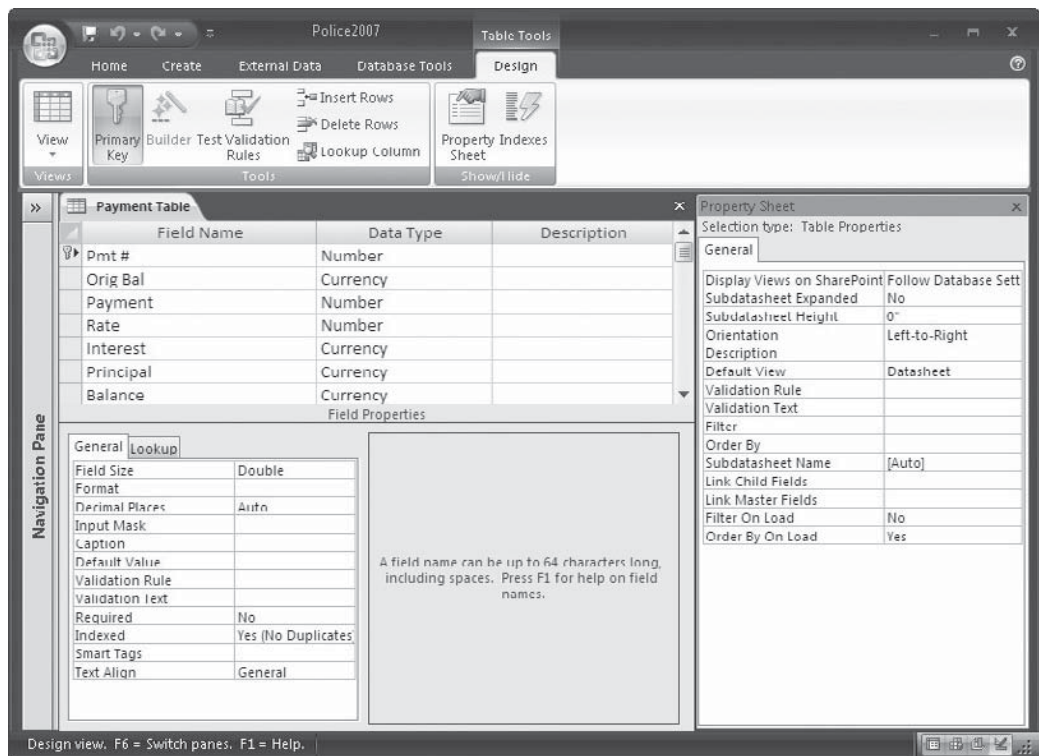 Police2007
Table Tools
Home Create External Data Database Tools Design
View
Primary Key
Builder
Test Validation Rules
Insert Rows
Delete Rows
Lookup Column
Property Sheet
Indexes
Views
Tools
Show/Hide
»
Navigation Pane
Payment Table
Field Name Data Type Description
Pmt # Number
Orig Bal Currency
Payment Number
Rate Number
Interest Currency
Principal Currency
Balance Currency
Field Properties
General Lookup
Field Size Double
Format
Decimal Places Auto
Input Mask
Caption
Default Value
Validation Rule
Validation Text
Required No
Indexed Yes (No Duplicates)
Smart Tags
Text Align General
A field name can be up to 64 characters long,
including spaces. Press F1 for help on field
names.
Property Sheet
Selection type: Table Properties
General
Display Views on SharePoint Follow Database Sett
Subdatasheet Expanded No
Subdatasheet Height 0"
Orientation Left-to-Right
Description
Default View Datasheet
Validation Rule
Validation Text
Filter
Order By
Subdatasheet Name [Auto]
Link Child Fields
Link Master Fields
Filter On Load No
Order By On Load Yes
Design view. F6 = Switch panes. F1 = Help.